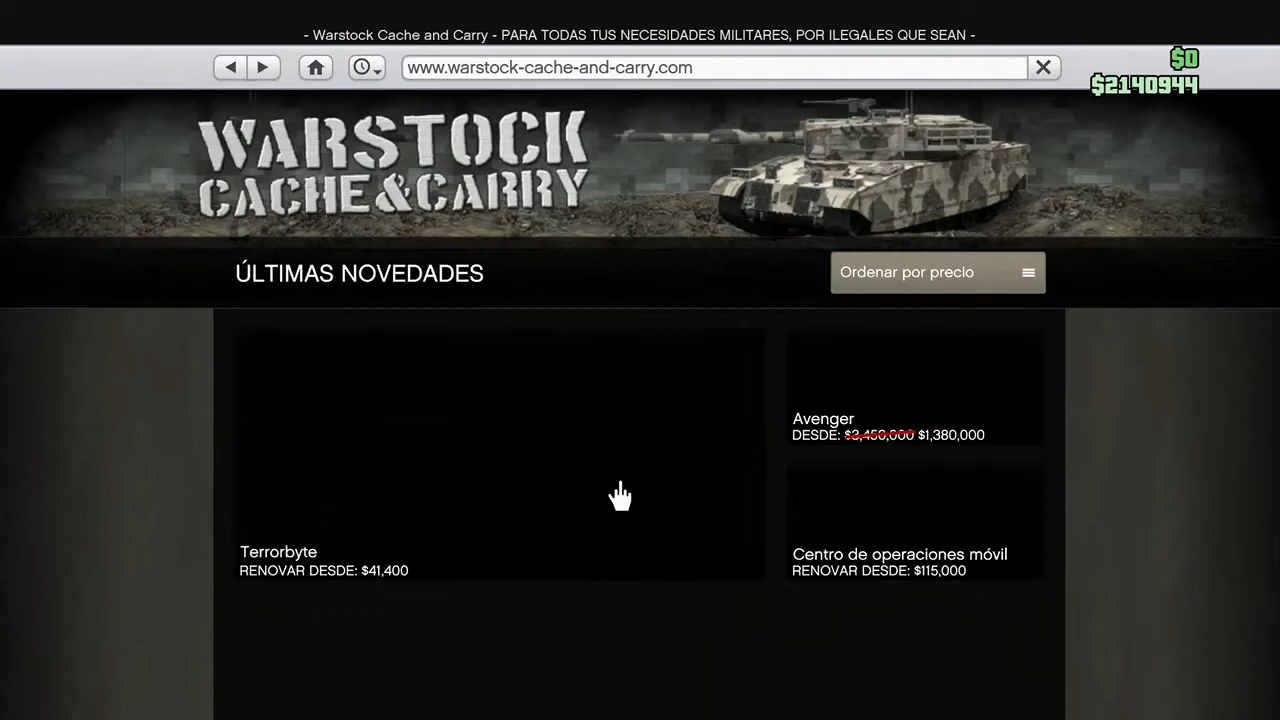 - Warstock Cache and Carry - PARA TODAS TUS NECESIDADES MILITARES, POR ILEGALES QUE SEAN -
www.warstock-cache-and-carry.com
$0
$2140944
WARSTOCK
CACHE&CARRY
ÚLTIMAS NOVEDADES
Ordenar por precio
Avenger
DESDE: $3,450,000 $1,380,000
Terrorbyte
RENOVAR DESDE: $41,400
Centro de operaciones móvil
RENOVAR DESDE: $115,000